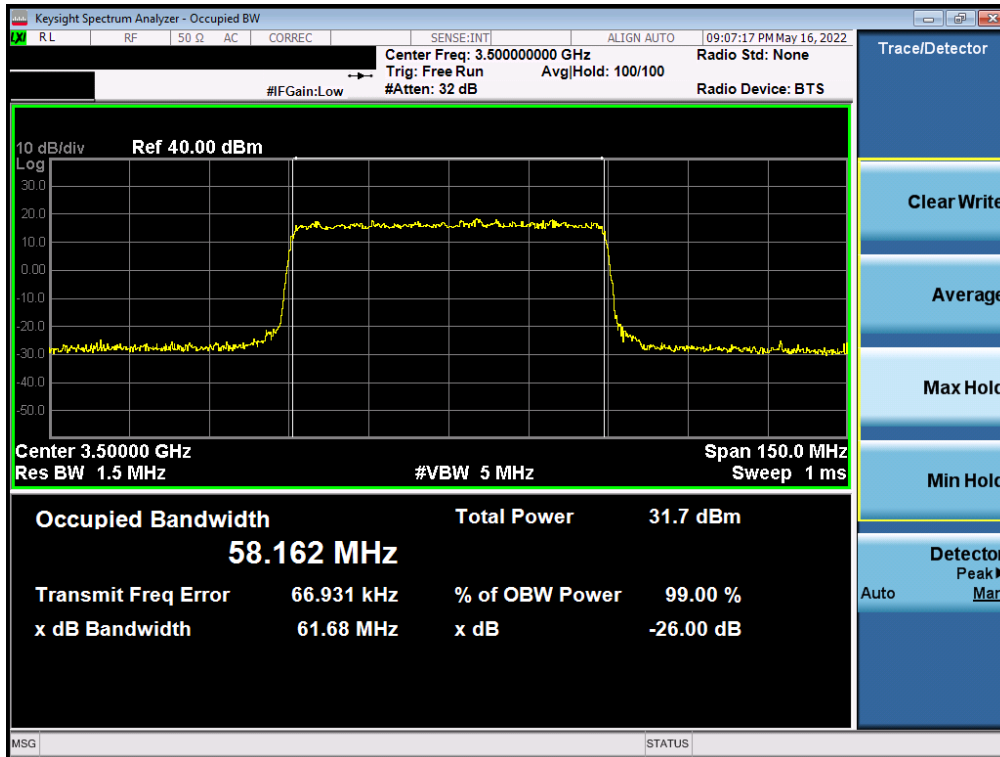 Keysight Spectrum Analyzer - Occupied BW
LXI RL RF 50 Ω AC CORREC SENSE:INT ALIGN AUTO 09:07:17 PM May 16, 2022
Center Freq: 3.500000000 GHz Radio Std: None
Trig: Free Run Avg|Hold: 100/100
#IFGain:Low #Atten: 32 dB Radio Device: BTS
Trace/Detector
10 dB/div Ref 40.00 dBm
Log
30.0
20.0
10.0
0.00
-10.0
-20.0
-30.0
-40.0
-50.0
Center 3.50000 GHz Span 150.0 MHz
Res BW 1.5 MHz #VBW 5 MHz Sweep 1 ms
Occupied Bandwidth Total Power 31.7 dBm
58.162 MHz
Transmit Freq Error 66.931 kHz % of OBW Power 99.00 %
x dB Bandwidth 61.68 MHz x dB -26.00 dB
Clear Write
Average
Max Hold
Min Hold
Detector
Peak
Auto Man
MSG STATUS